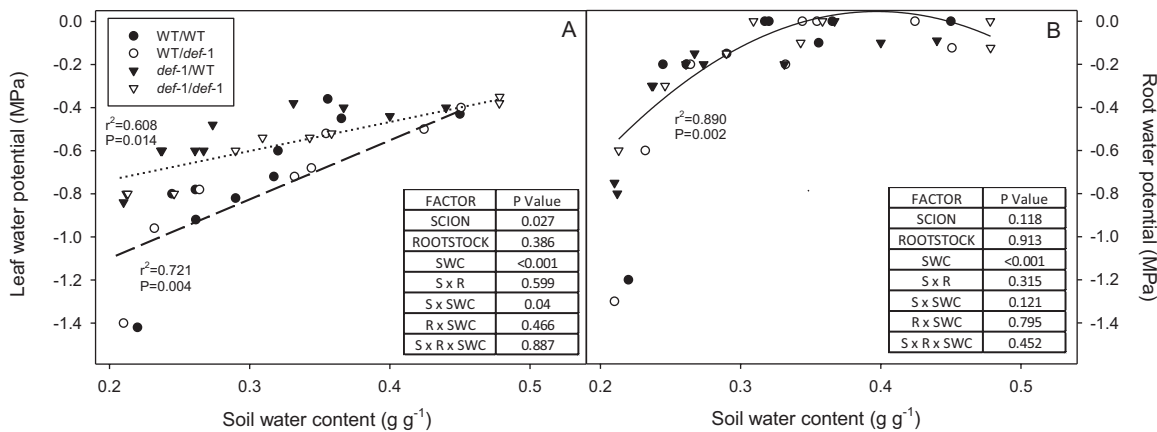 A
B
WT/WT
WT/def-1
def-1/WT
def-1/def-1
0.0
-0.2
-0.4
-0.6
-0.8
-1.0
-1.2
-1.4
Leaf water potential (MPa)
r²=0.608
P=0.014
r²=0.721
P=0.004
FACTOR P Value
SCION 0.027
ROOTSTOCK 0.386
SWC <0.001
S x R 0.599
S x SWC 0.04
R x SWC 0.466
S x R x SWC 0.887
0.2 0.3 0.4 0.5
Soil water content (g g⁻¹)
r²=0.890
P=0.002
FACTOR P Value
SCION 0.118
ROOTSTOCK 0.913
SWC <0.001
S x R 0.315
S x SWC 0.121
R x SWC 0.795
S x R x SWC 0.452
0.2 0.3 0.4 0.5
Soil water content (g g⁻¹)
0.0
-0.2
-0.4
-0.6
-0.8
-1.0
-1.2
-1.4
Root water potential (MPa)